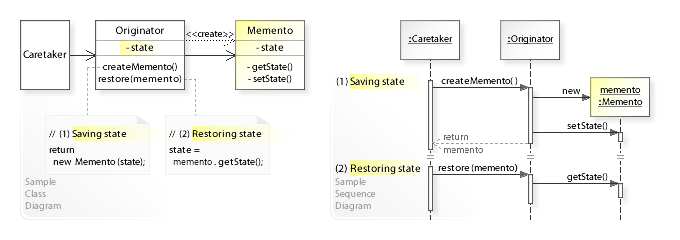 Caretaker
Originator
- state
createMemento()
restore(memento)
<<create>>
Memento
- state
- getState()
- setState()
// (1) Saving state
return
new Memento (state);
// (2) Restoring state
state =
memento . getState();
Sample
Class
Diagram
:Caretaker
:Originator
(1) Saving state
createMemento()
new
memento
:Memento
setState()
return
memento
(2) Restoring state
restore (memento)
getState()
Sample
Sequence
Diagram